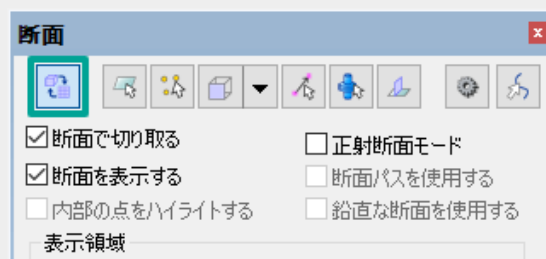 断面
断面で切り取る
正射断面モード
断面を表示する
断面パスを使用する
内部の点をハイライトする
鉛直な断面を使用する
表示領域